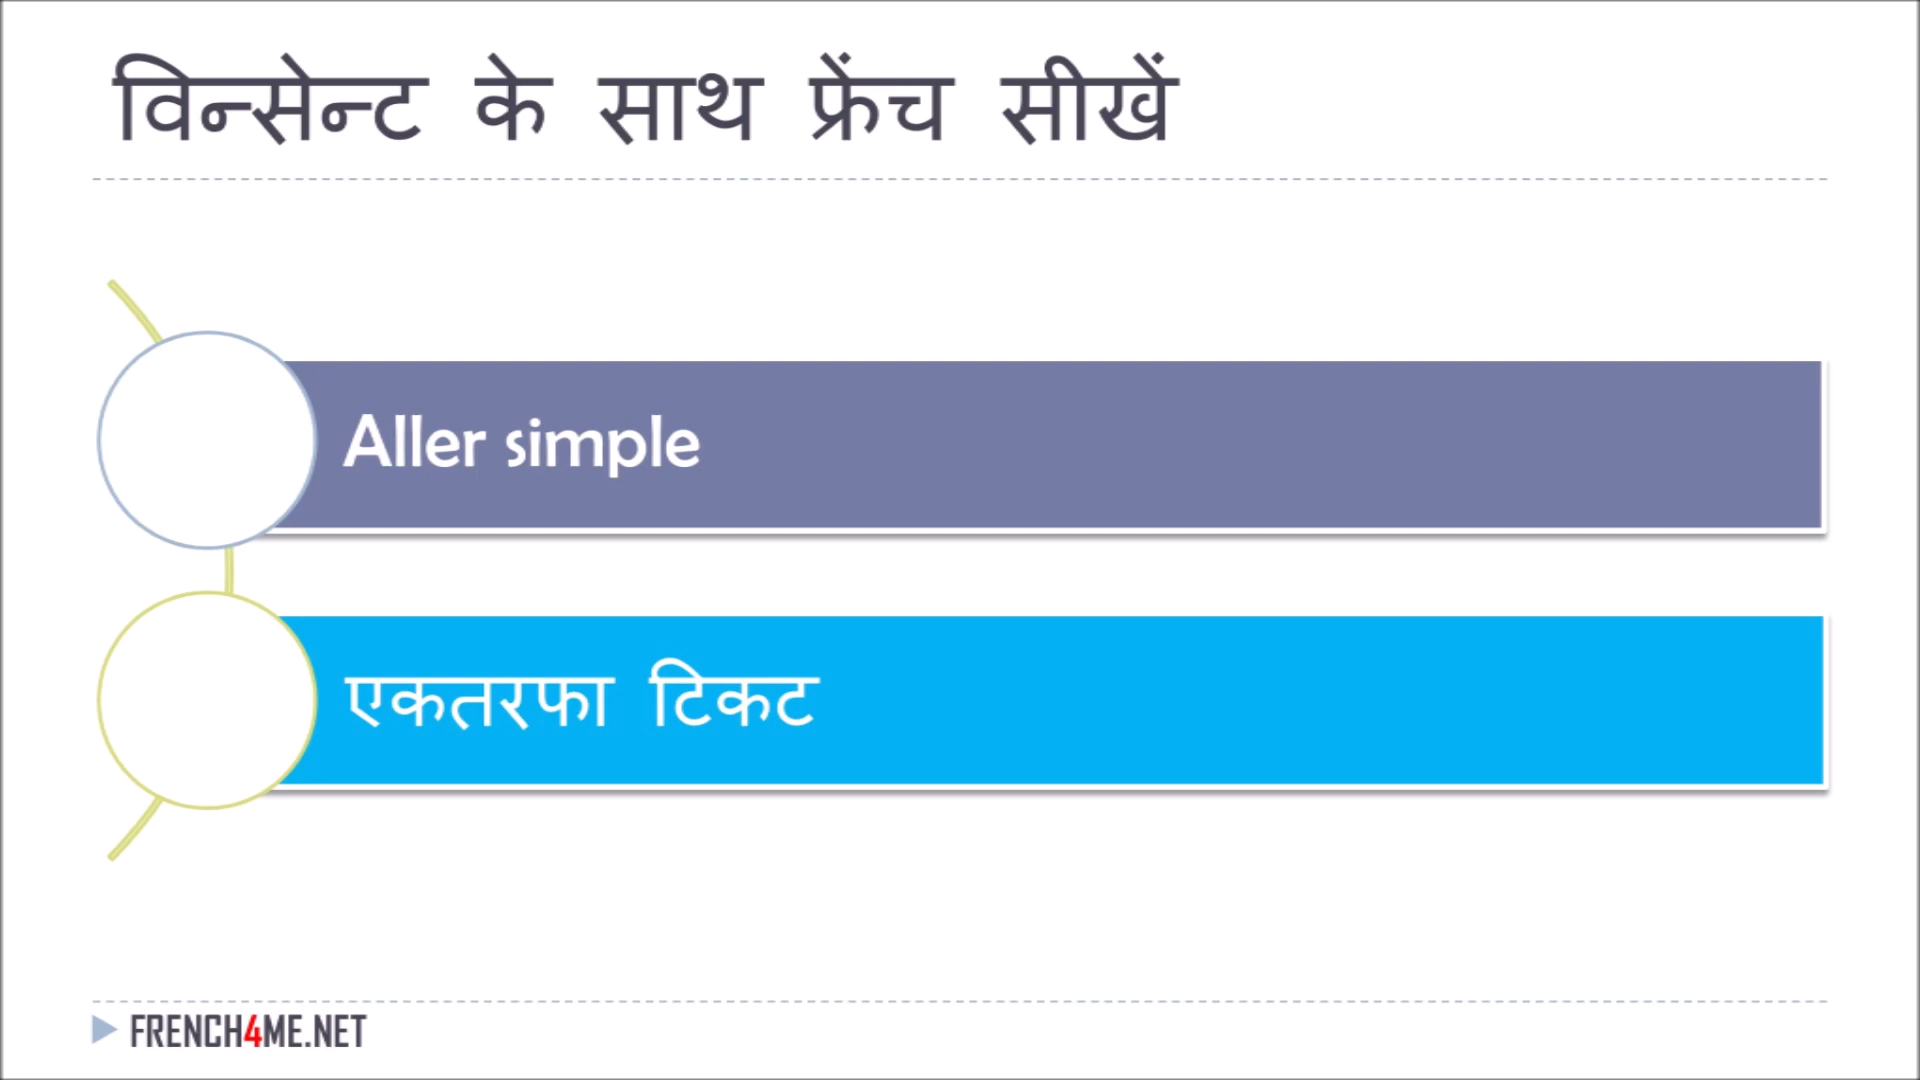 विन्सेन्ट के साथ फ्रेंच सीखें
Aller simple
एकतरफा टिकट
FRENCH4ME.NET